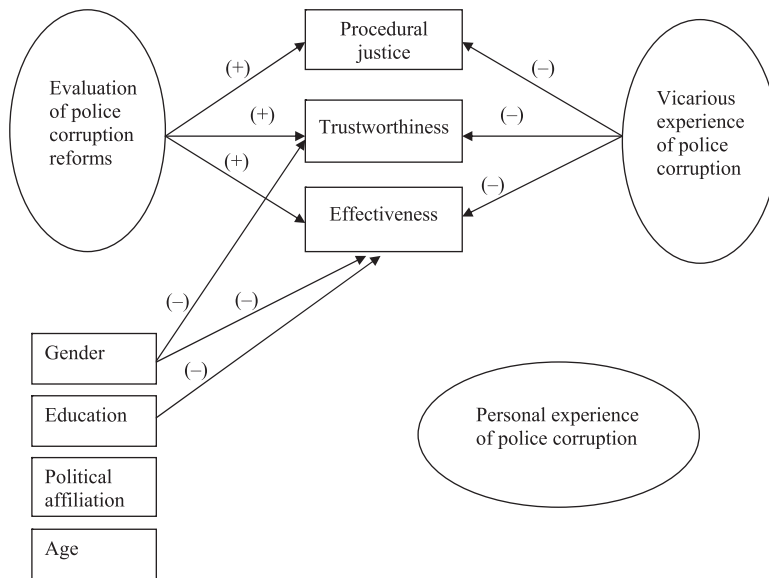 Procedural
justice
(+)
(–)
Evaluation
of police
corruption
reforms
Vicarious
experience
of police
corruption
(+)
Trustworthiness
(–)
(+)
(–)
Effectiveness
(–)
(–)
Gender
(–)
Education
Personal experience
of police corruption
Political
affiliation
Age